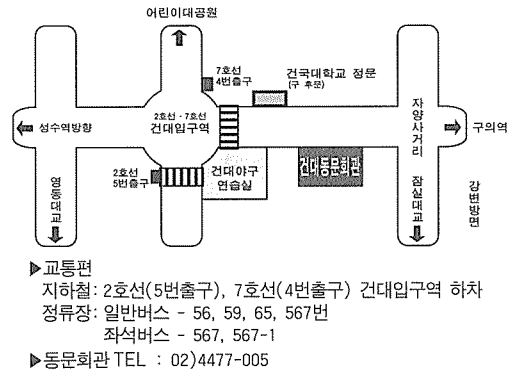 어린이대공원
7호선
4번출구
건국대학교 정문
(구 후문)
성수역방향
2호선·7호선
건대입구역
자양사거리
구의역
2호선
5번출구
건대야구
연습실
건대동문회관
영동대교
잠실대교
강변방면
▶교통편
지하철: 2호선(5번출구), 7호선(4번출구) 건대입구역 하차
정류장: 일반버스 - 56, 59, 65, 567번
좌석버스 - 567, 567-1
▶동문회관 TEL : 02)4477-005